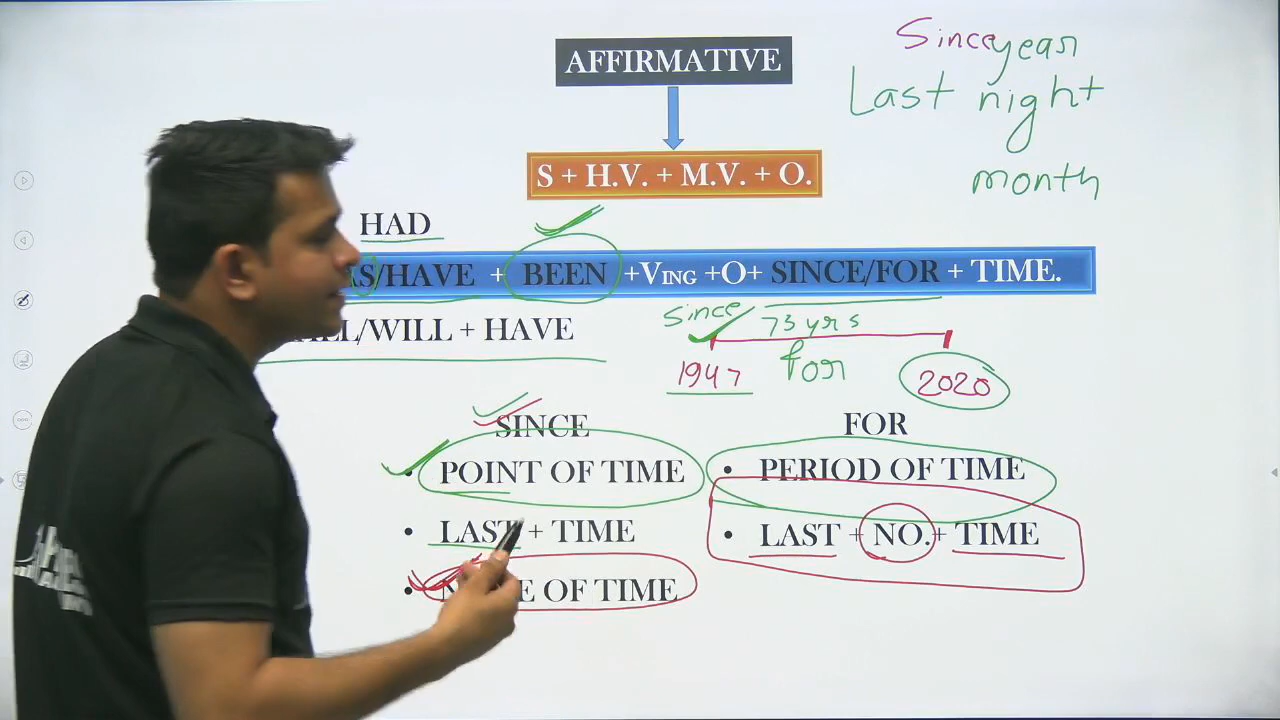 AFFIRMATIVE
Since year
Last night
month
S + H.V. + M.V. + O.
HAD
/HAVE + BEEN +VING +O+ SINCE/FOR + TIME.
/WILL + HAVE
since 73 yrs
1947 for 2020
SINCE
• POINT OF TIME
• LAST + TIME
• OF TIME
FOR
• PERIOD OF TIME
• LAST + NO.+ TIME